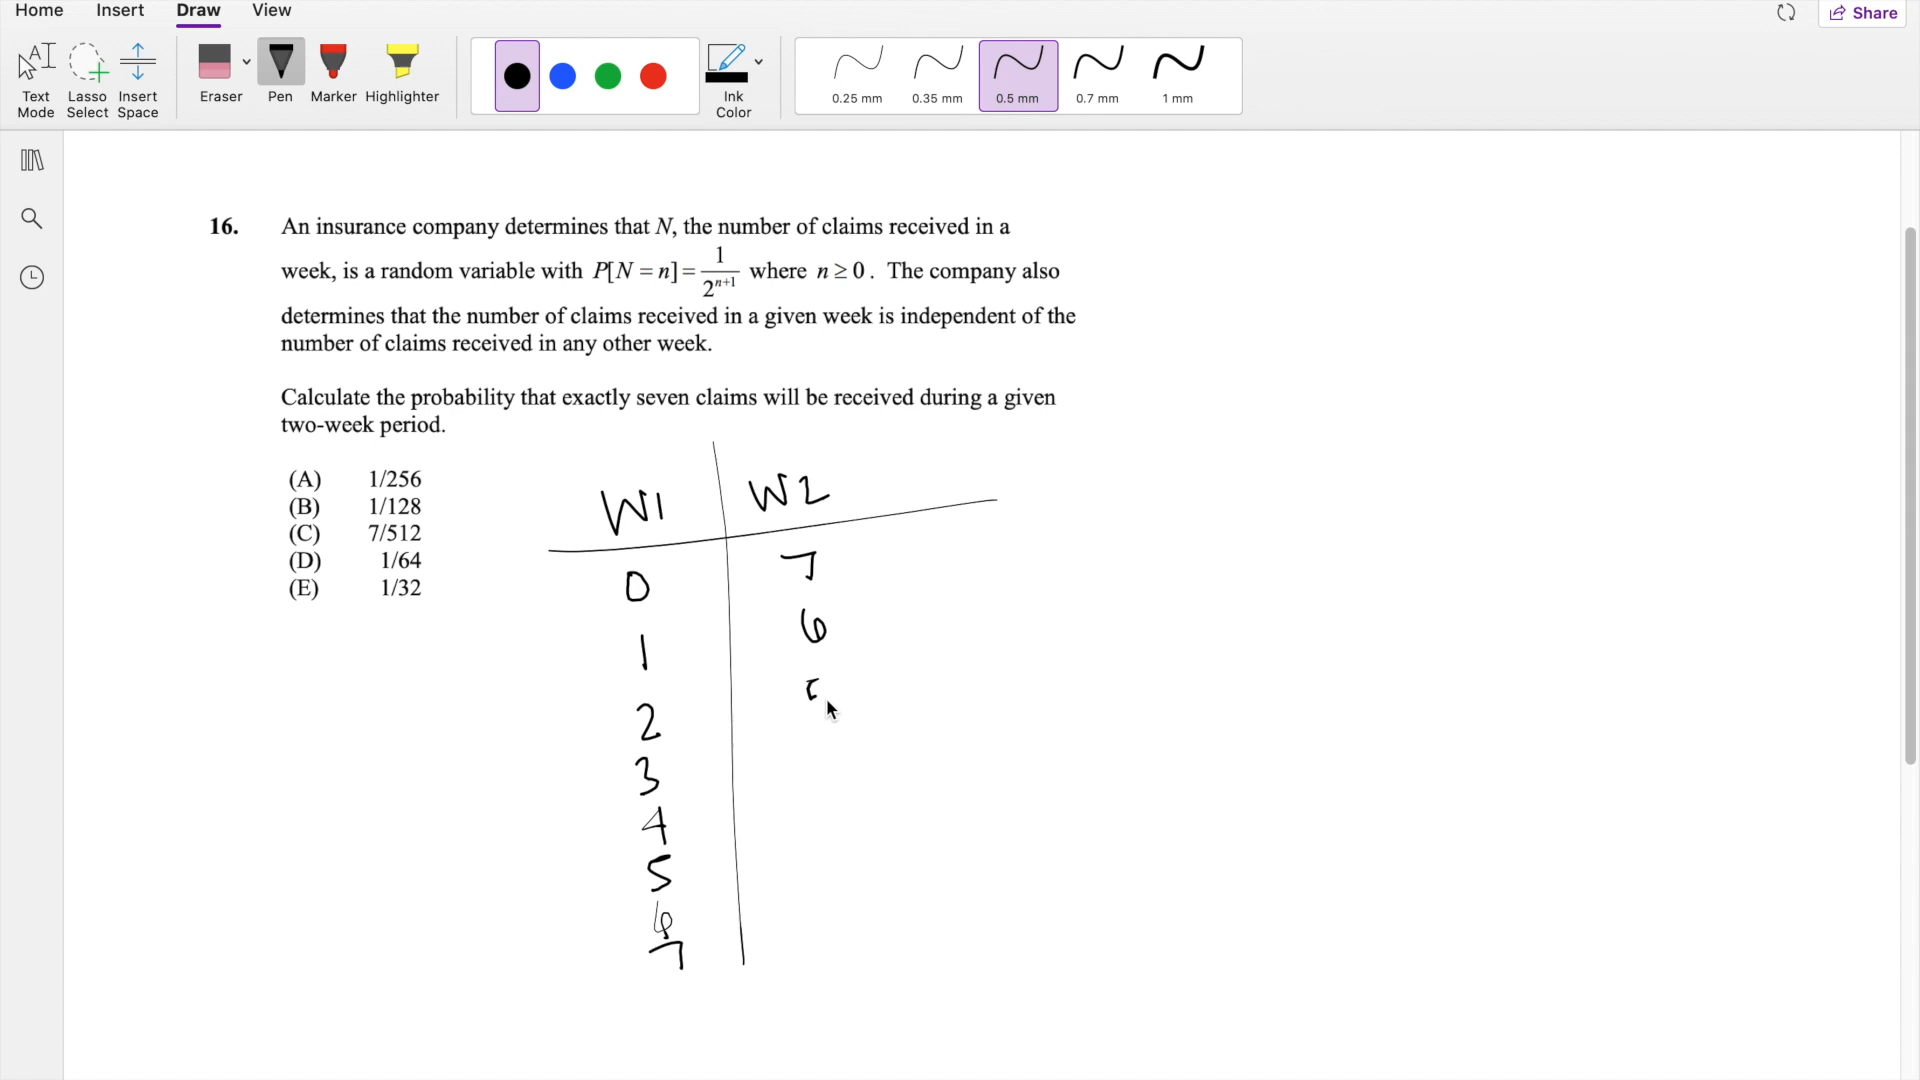 Home Insert Draw View
Share
Text Mode
Lasso Select
Insert Space
Eraser
Pen
Marker
Highlighter
Ink Color
0.25 mm
0.35 mm
0.5 mm
0.7 mm
1 mm
16. An insurance company determines that N, the number of claims received in a
week, is a random variable with P[N = n] = 1/2^{n+1} where n ≥ 0 . The company also
determines that the number of claims received in a given week is independent of the
number of claims received in any other week.
Calculate the probability that exactly seven claims will be received during a given
two-week period.
(A) 1/256
(B) 1/128
(C) 7/512
(D) 1/64
(E) 1/32
W1 W2
0 7
1 6
2
3
4
5
6
7